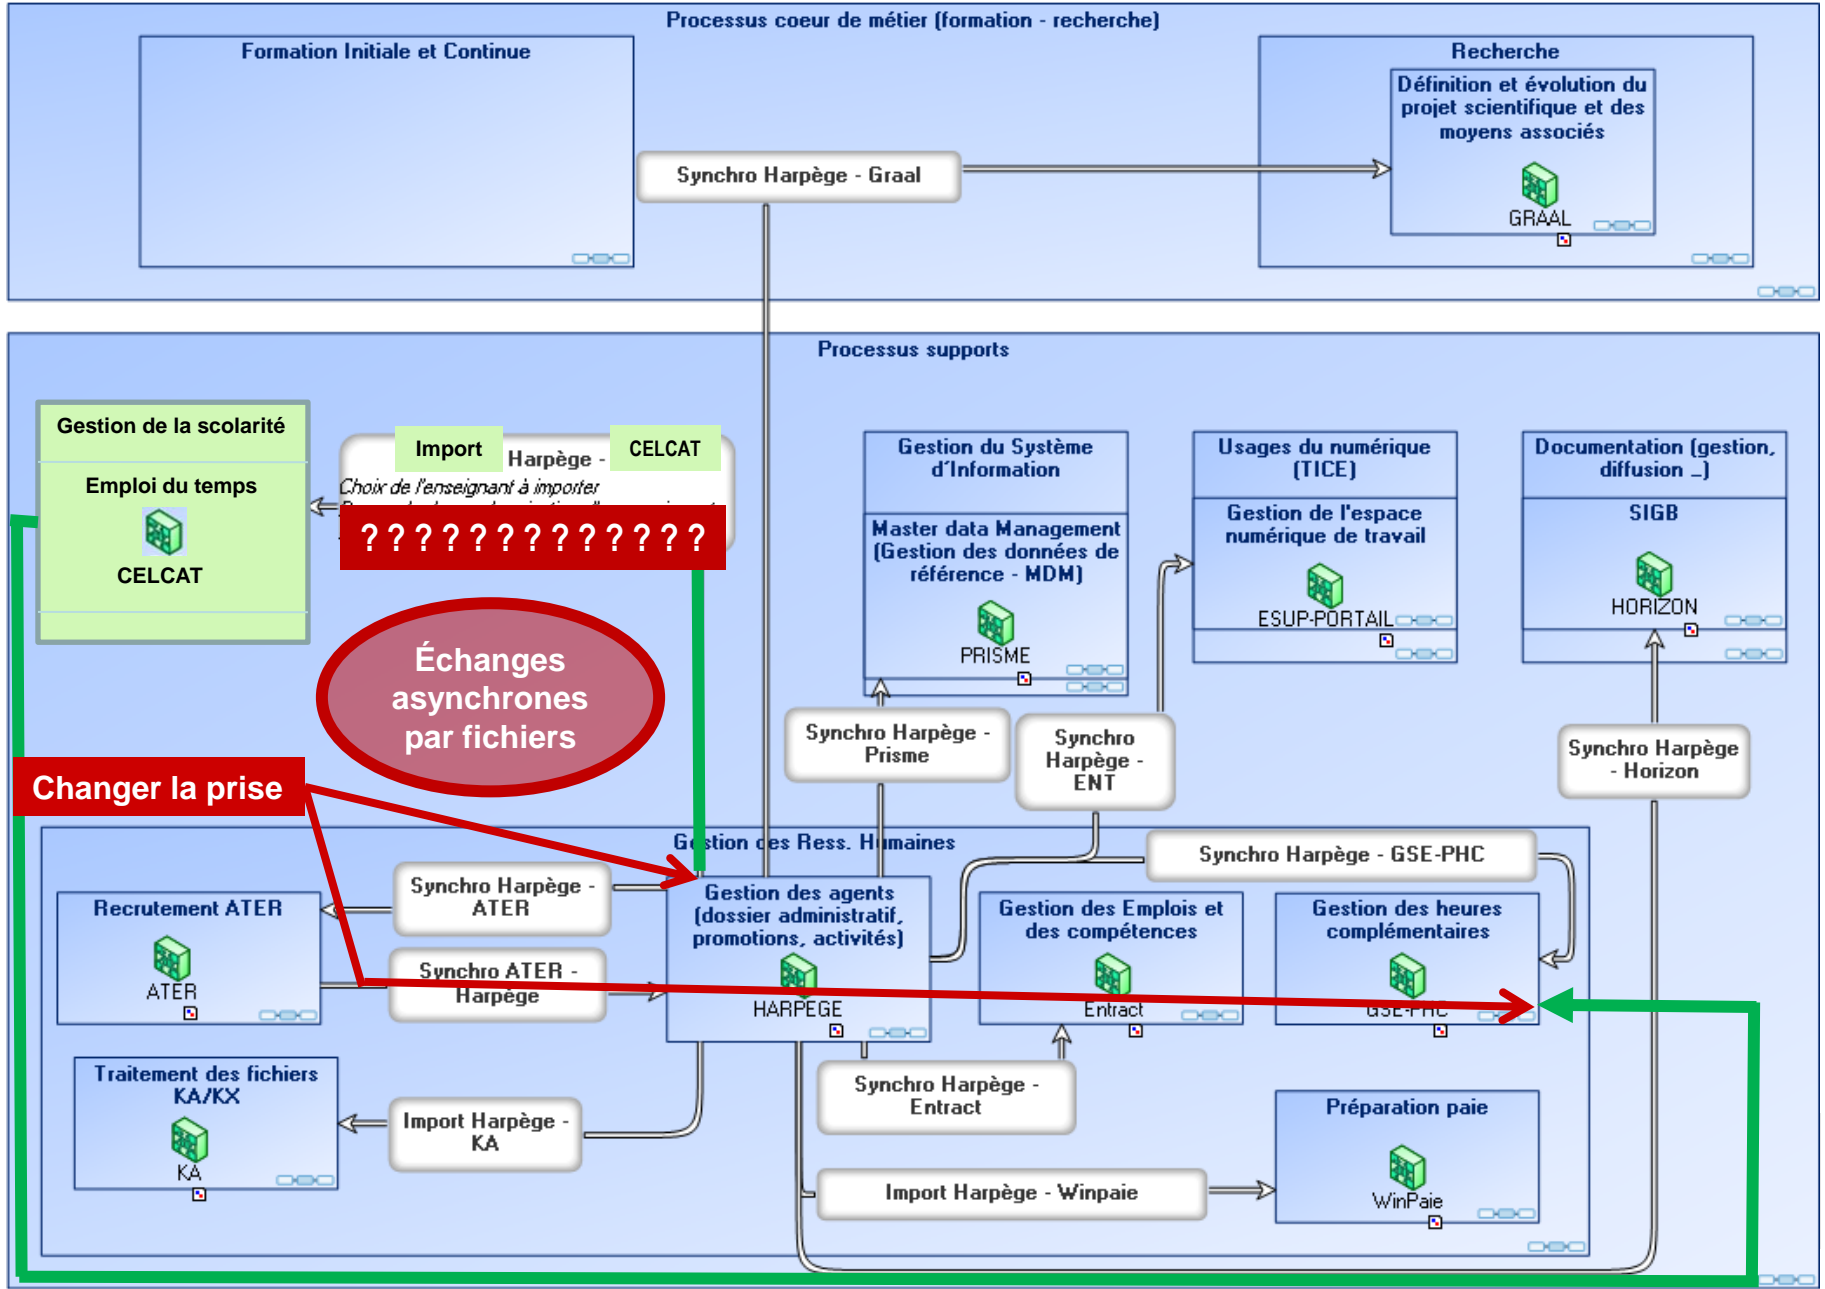 Processus coeur de métier (formation - recherche)
Formation Initiale et Continue
Recherche
Définition et évolution du
projet scientifique et des
moyens associés
GRAAL
Synchro Harpège - Graal
Processus supports
Gestion de la scolarité
Emploi du temps
CELCAT
Import Harpège - CELCAT
Choix de l'enseignant à importer
? ? ? ? ? ? ? ? ? ? ? ? ?
Gestion du Système
d'Information
Master data Management
(Gestion des données de
référence - MDM)
PRISME
Usages du numérique
(TICE)
Gestion de l'espace
numérique de travail
ESUP-PORTAIL
Documentation (gestion,
diffusion ...)
SIGB
HORIZON
Échanges
asynchrones
par fichiers
Synchro Harpège -
Prisme
Synchro
Harpège -
ENT
Synchro Harpège
- Horizon
Changer la prise
Gestion des Ress. Humaines
Synchro Harpège - GSE-PHC
Recrutement ATER
ATER
Synchro Harpège -
ATER
Synchro ATER -
Harpège
Gestion des agents
(dossier administratif,
promotions, activités)
HARPEGE
Gestion des Emplois et
des compétences
Entract
Gestion des heures
complémentaires
GSE-PHC
Traitement des fichiers
KA/KX
KA
Import Harpège -
KA
Synchro Harpège -
Entract
Import Harpège - Winpaie
Préparation paie
WinPaie